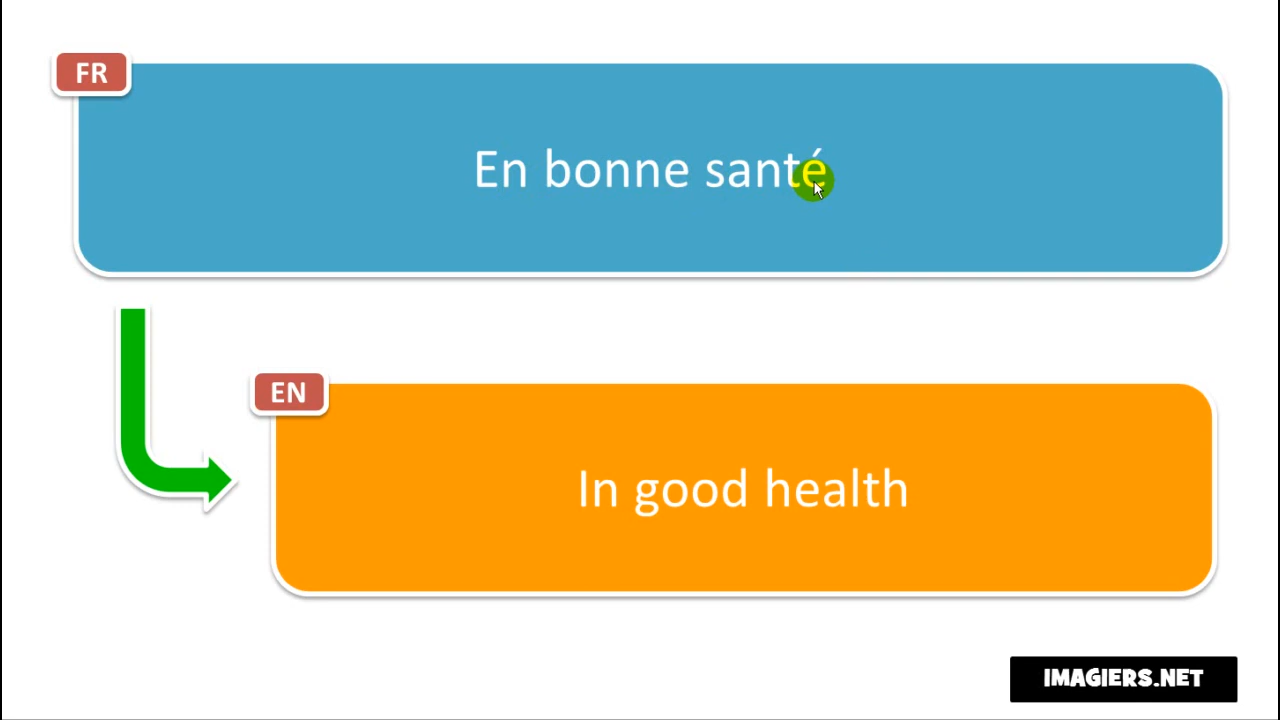 FR
En bonne santé
EN
In good health
IMAGIERS.NET